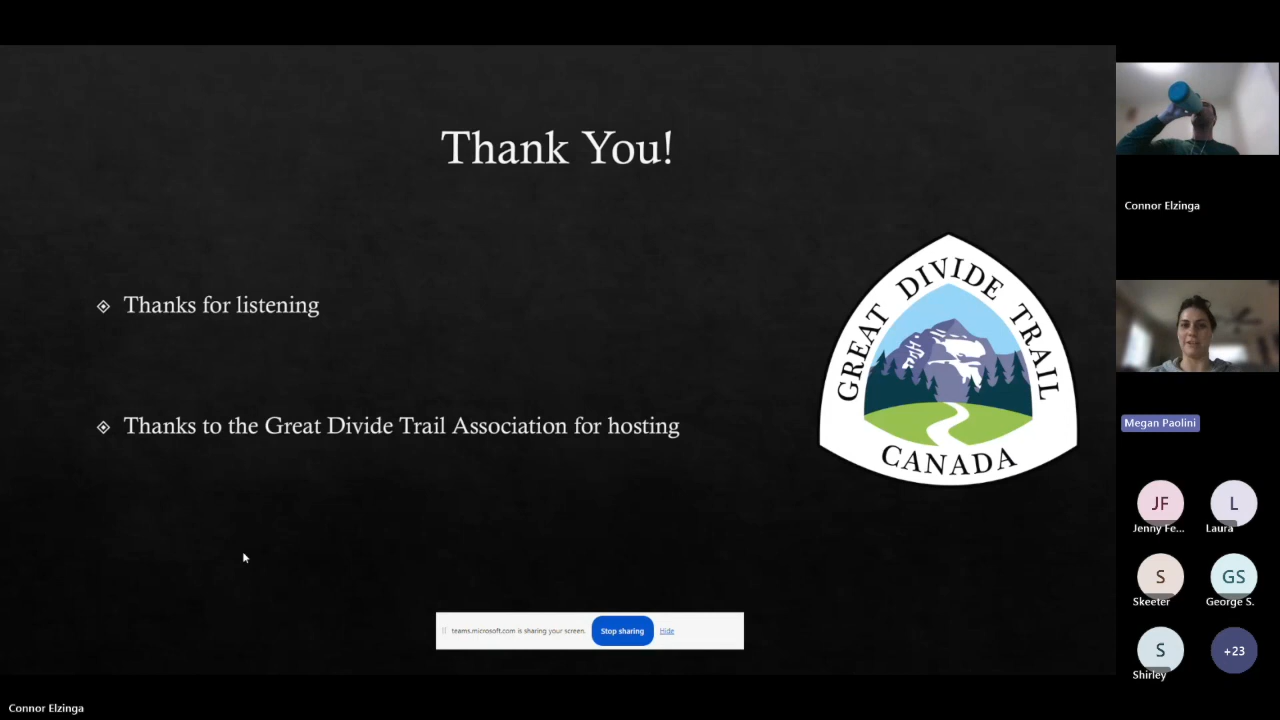 Thank You!
Thanks for listening
Thanks to the Great Divide Trail Association for hosting
GREAT DIVIDE TRAIL
CANADA
teams.microsoft.com is sharing your screen.
Stop sharing
Hide
Connor Elzinga
Megan Paolini
JF
L
Jenny Fe...
Laura
S
GS
Skeeter
George S.
S
+23
Shirley
Connor Elzinga